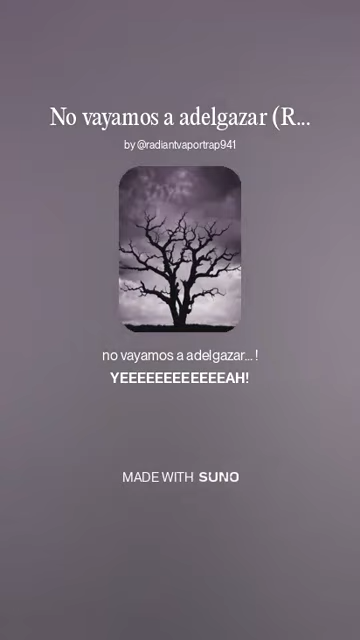 No vayamos a adelgazar (R...
by @radiantvaportrap941
no vayamos a adelgazar... !
YEEEEEEEEEEEEAH!
MADE WITH SUNO